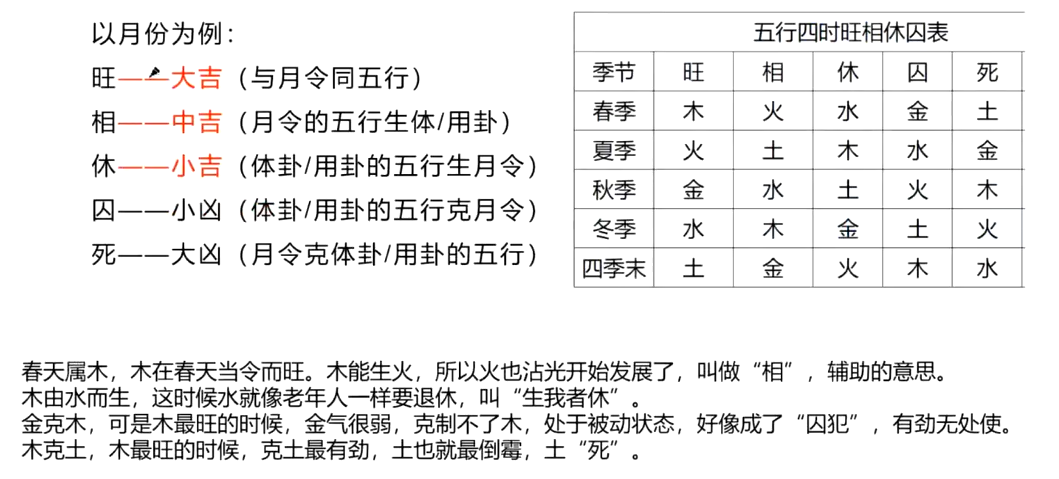 以月份为例：
旺——大吉（与月令同五行）
相——中吉（月令的五行生体/用卦）
休——小吉（体卦/用卦的五行生月令）
囚——小凶（体卦/用卦的五行克月令）
死——大凶（月令克体卦/用卦的五行）
五行四时旺相休囚表
季节 旺 相 休 囚 死
春季 木 火 水 金 土
夏季 火 土 木 水 金
秋季 金 水 土 火 木
冬季 水 木 金 土 火
四季末 土 金 火 木 水
春天属木，木在春天当令而旺。木能生火，所以火也沾光开始发展了，叫做“相”，辅助的意思。
木由水而生，这时候水就像老年人一样要退休，叫“生我者休”。
金克木，可是木最旺的时候，金气很弱，克制不了木，处于被动状态，好像成了“囚犯”，有劲无处使。
木克土，木最旺的时候，克土最有劲，土也就最倒霉，土“死”。